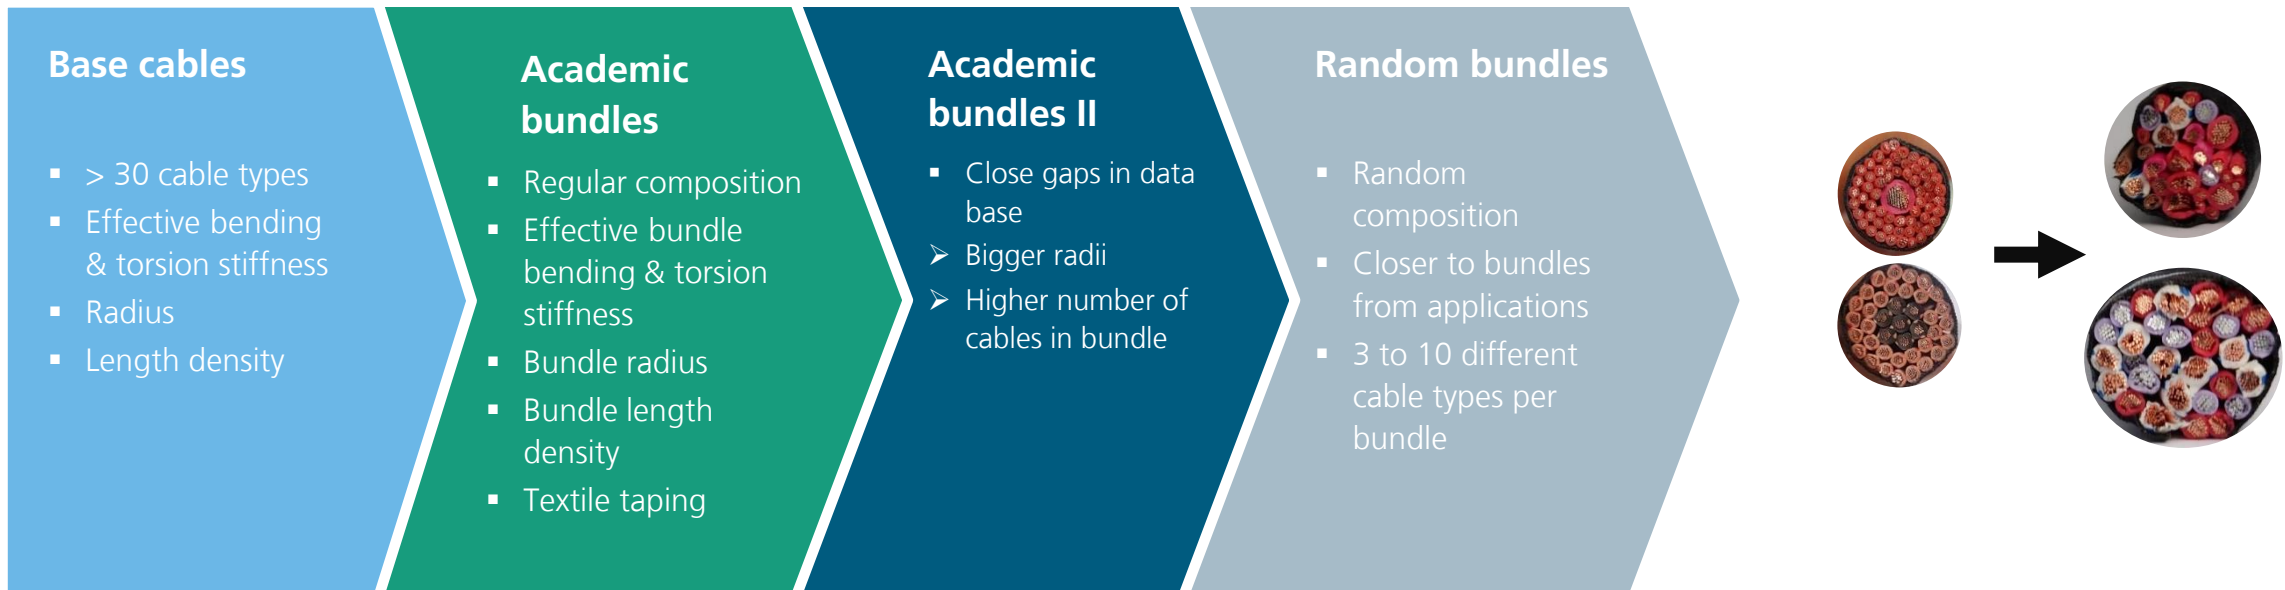 Base cables
▪ > 30 cable types
▪ Effective bending
& torsion stiffness
▪ Radius
▪ Length density
Academic
bundles
▪ Regular composition
▪ Effective bundle
bending & torsion
stiffness
▪ Bundle radius
▪ Bundle length
density
▪ Textile taping
Academic
bundles II
▪ Close gaps in data
base
➢ Bigger radii
➢ Higher number of
cables in bundle
Random bundles
▪ Random
composition
▪ Closer to bundles
from applications
▪ 3 to 10 different
cable types per
bundle